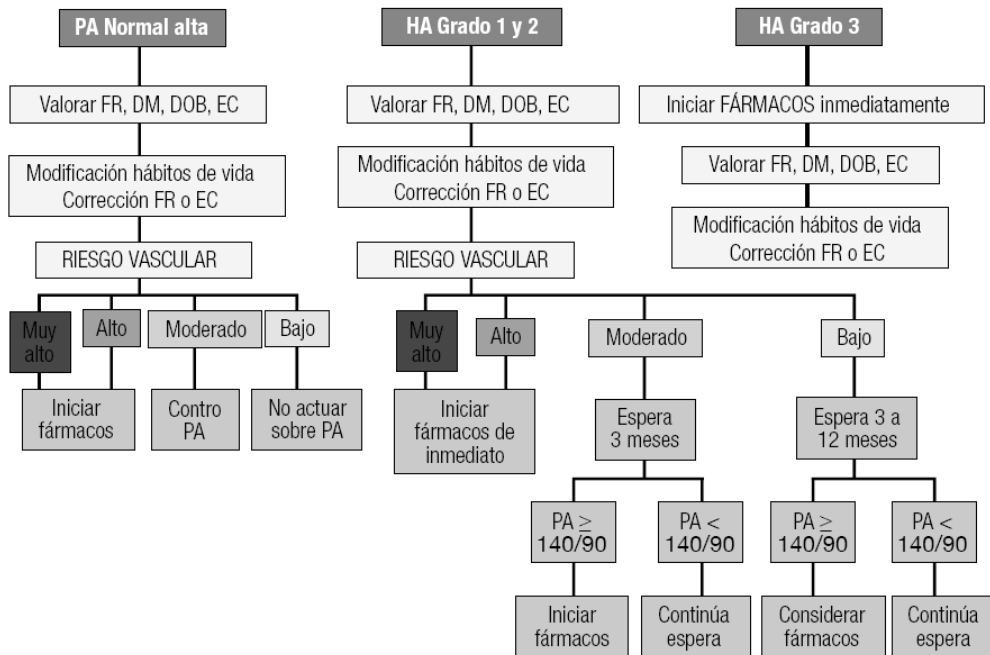 PA Normal alta
Valorar FR, DM, DOB, EC
Modificación hábitos de vida
Corrección FR o EC
RIESGO VASCULAR
Muy
alto
Alto
Moderado
Bajo
Iniciar
fármacos
Contro
PA
No actuar
sobre PA
HA Grado 1 y 2
Valorar FR, DM, DOB, EC
Modificación hábitos de vida
Corrección FR o EC
RIESGO VASCULAR
Muy
alto
Alto
Moderado
Bajo
Iniciar
fármacos de
inmediato
Espera
3 meses
Espera 3 a
12 meses
PA ≥
140/90
PA <
140/90
PA ≥
140/90
PA <
140/90
Iniciar
fármacos
Continúa
espera
Considerar
fármacos
Continúa
espera
HA Grado 3
Iniciar FÁRMACOS inmediatamente
Valorar FR, DM, DOB, EC
Modificación hábitos de vida
Corrección FR o EC